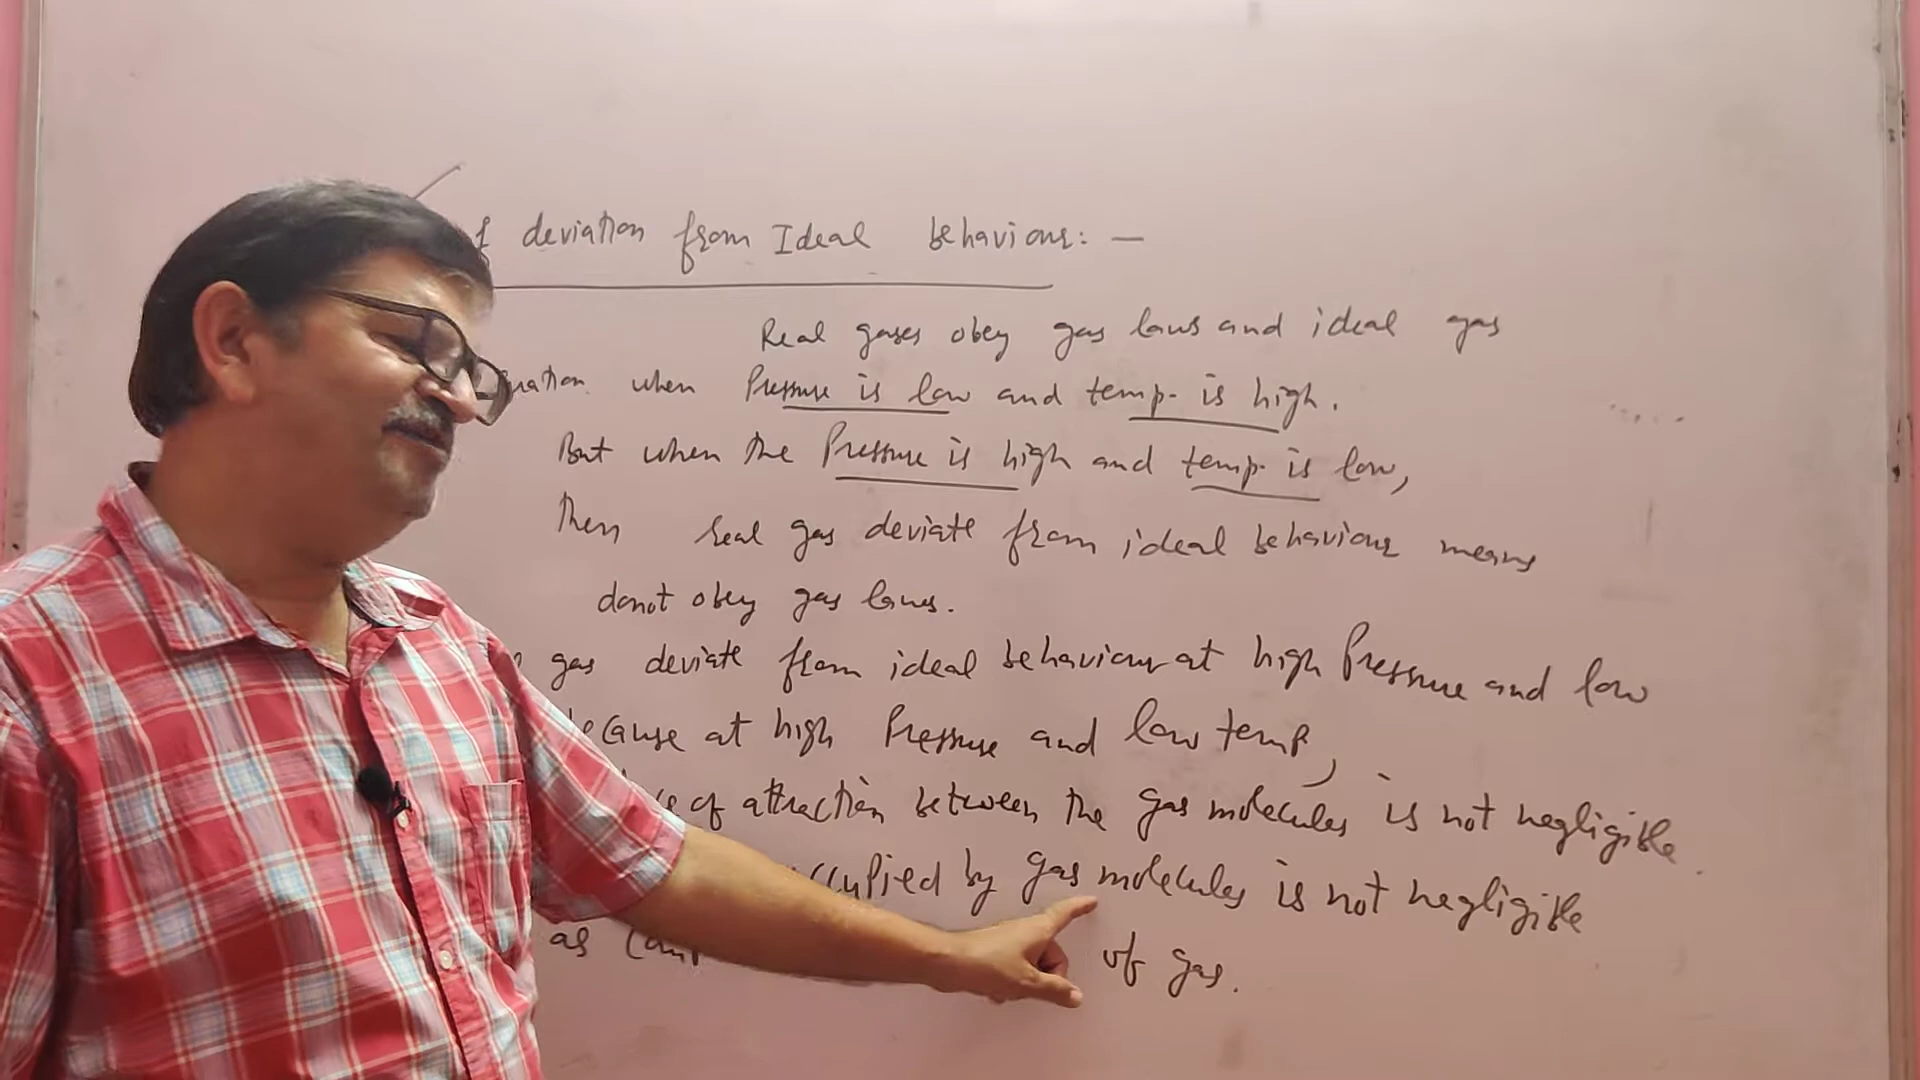 deviation from Ideal behaviour: —
Real gases obey gas laws and ideal gas
when Pressure is low and temp. is high.
But when the Pressure is high and temp. is low,
Then real gas deviate from ideal behaviour means
donot obey gas laws.
gas deviate from ideal behaviour at high Pressure and low
because at high Pressure and low temp,
of attraction between the gas molecules is not negligible.
by gas molecules is not negligible
as of gas.